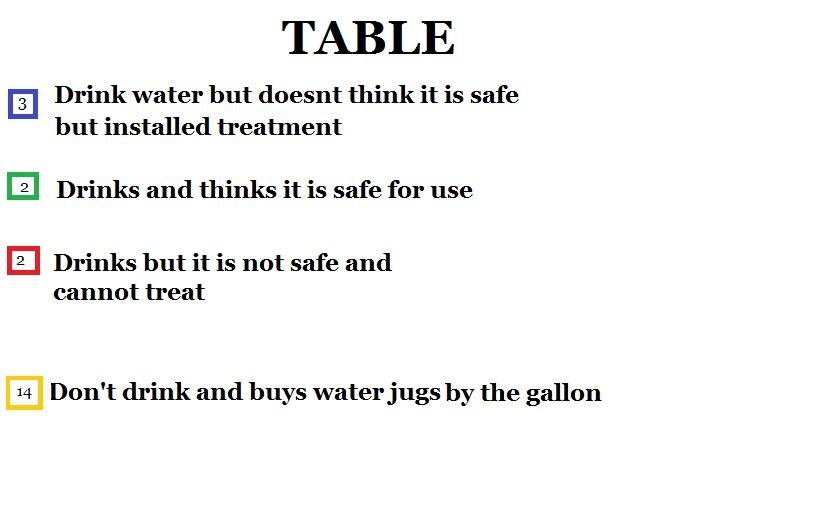 TABLE
3 Drink water but doesnt think it is safe
but installed treatment
2 Drinks and thinks it is safe for use
2 Drinks but it is not safe and
cannot treat
14 Don't drink and buys water jugs by the gallon